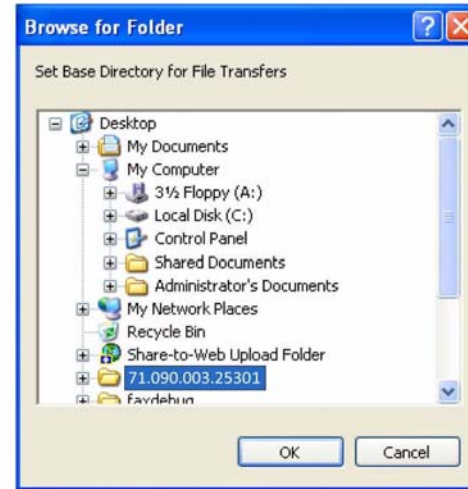 Browse for Folder
Set Base Directory for File Transfers
Desktop
My Documents
My Computer
3½ Floppy (A:)
Local Disk (C:)
Control Panel
Shared Documents
Administrator's Documents
My Network Places
Recycle Bin
Share-to-Web Upload Folder
71.090.003.25301
faxdebug
OK Cancel